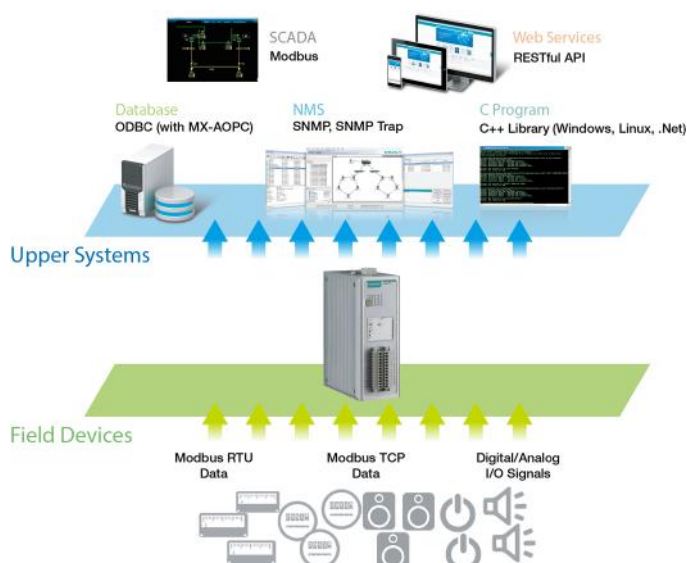 SCADA
Modbus
Web Services
RESTful API
Database
ODBC (with MX-AOPC)
NMS
SNMP, SNMP Trap
C Program
C++ Library (Windows, Linux, .Net)
Upper Systems
Field Devices
Modbus RTU
Data
Modbus TCP
Data
Digital/Analog
I/O Signals